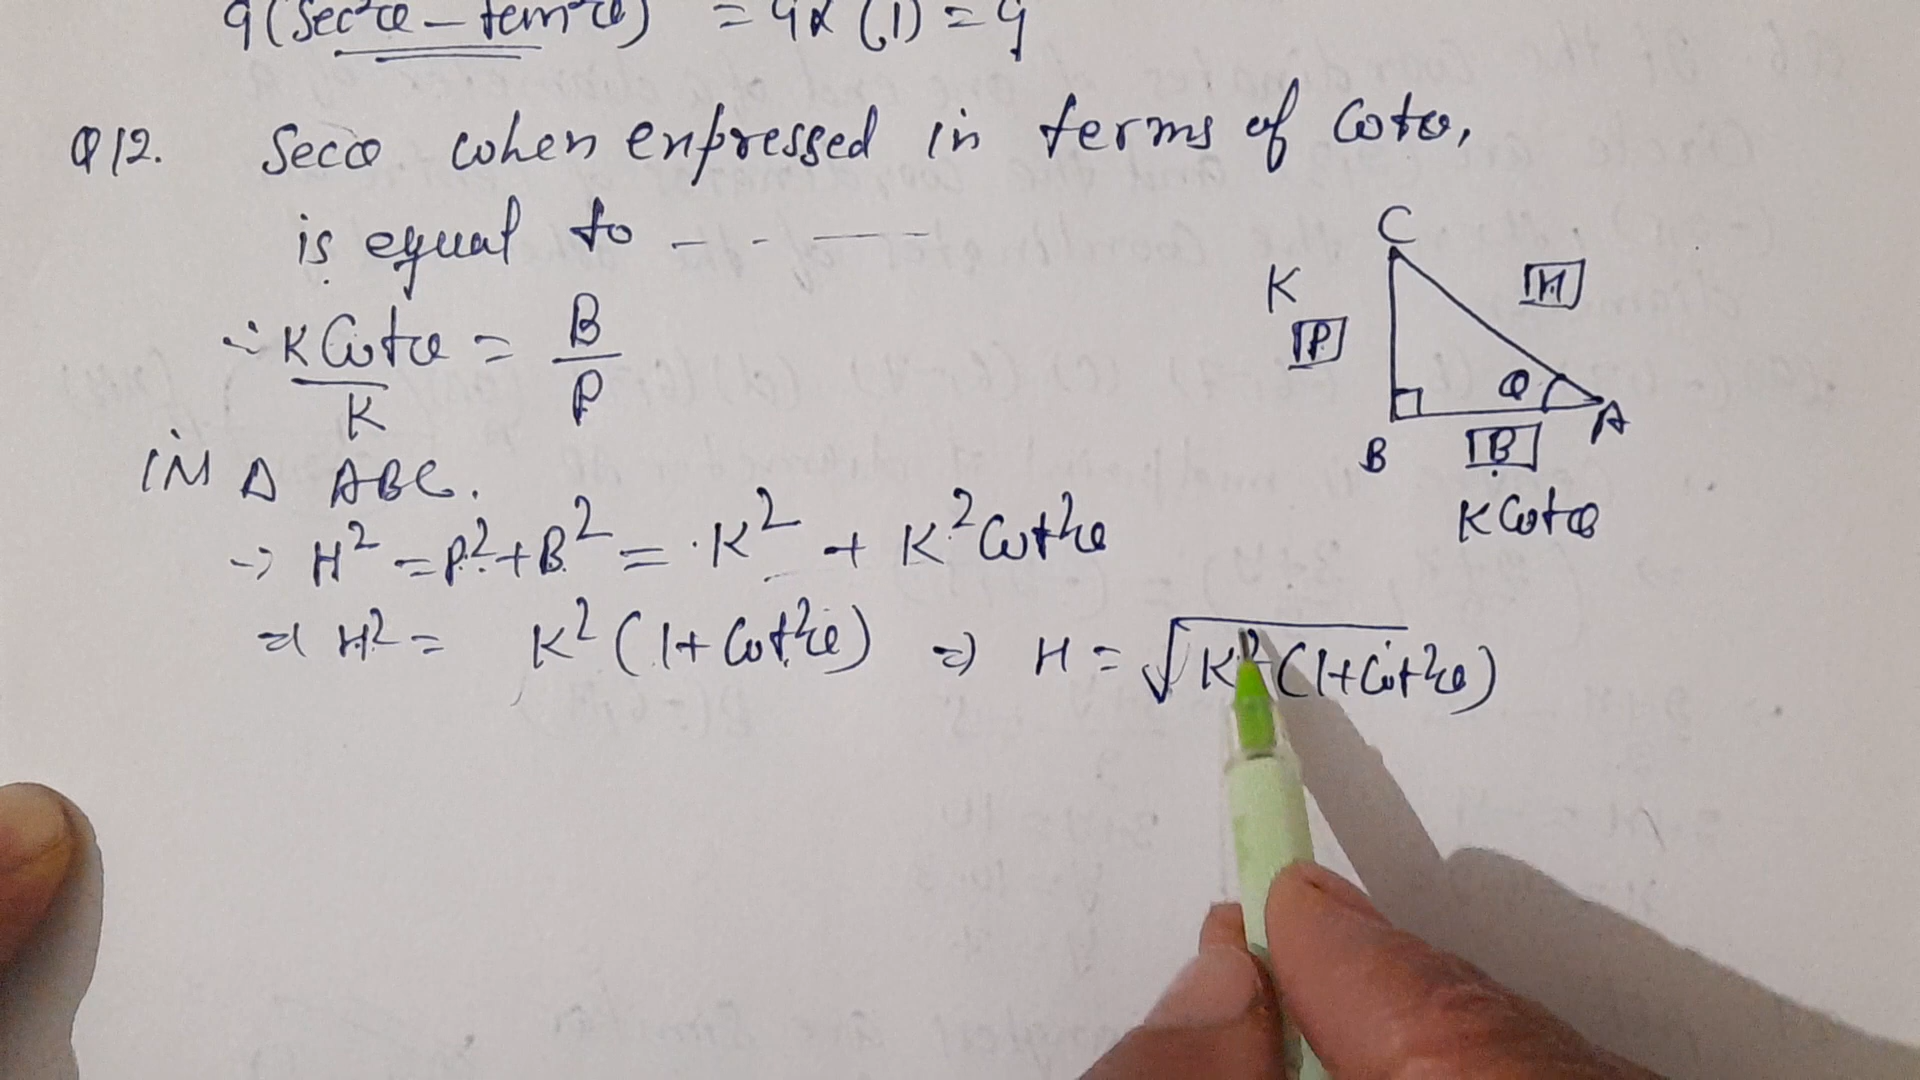 9(Sec²θ - tan²θ) = 9x(1) = 9
Q12. Secθ when expressed in terms of Cotθ,
is equal to - - ——
∵ K Cotθ / K = B / P
IN Δ ABC.
→ H² = P² + B² = K² + K² Cot²θ
⇒ H² = K² (1 + Cot²θ) ⇒ H = √K² (1 + Cot²θ)
C
K
H
P
θ
A
B
B
K Cotθ